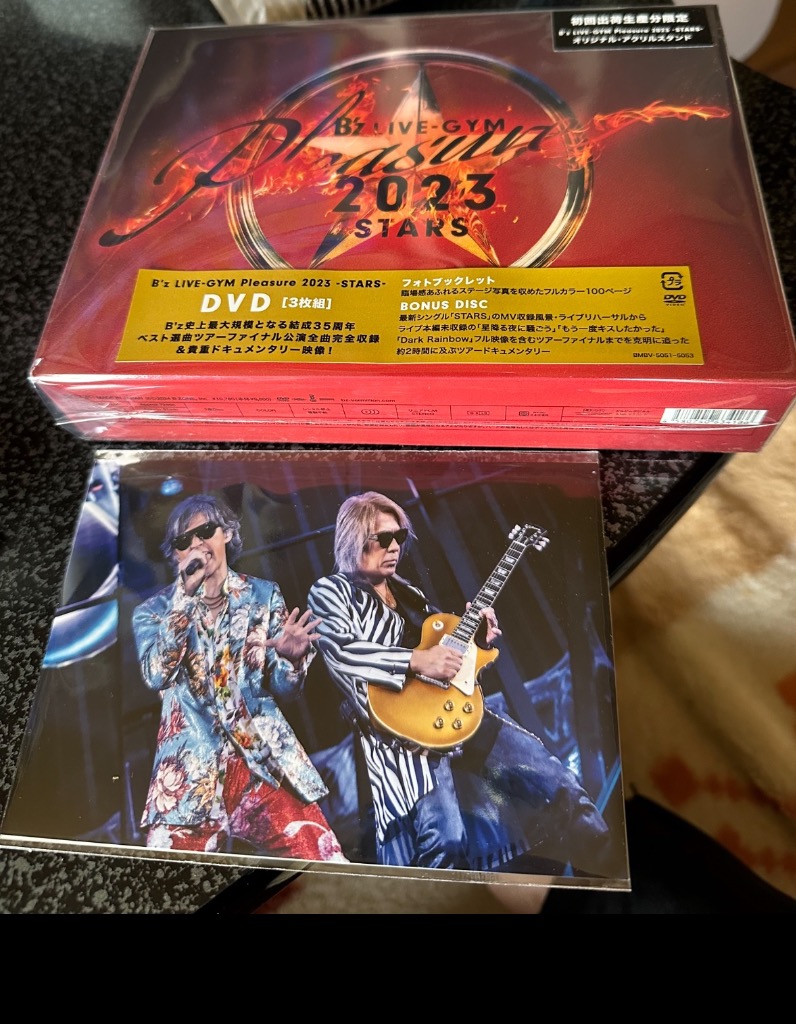 初回出荷生産分限定
B'z LIVE-GYM Pleasure 2023 -STARS-
オリジナル・アクリルスタンド
B'z LIVE-GYM
Pleasure
2023
STARS
B'z LIVE-GYM Pleasure 2023 -STARS-
DVD [3枚組]
B'z史上最大規模となる結成35周年
ベスト選曲ツアーファイナル公演全曲完全収録
&貴重ドキュメンタリー映像!
フォトブックレット
臨場感あふれるステージ写真を収めたフルカラー100ページ
BONUS DISC
最新シングル「STARS」のMV収録風景・ライブリハーサルから
ライブ本編未収録の「星降る夜に騒ごう」「もう一度キスしたかった」
「Dark Rainbow」フル映像を含むツアーファイナルまでを克明に追った
約2時間に及ぶツアードキュメンタリー
プラ
DVD
VIDEO
BMBV-5051-5053